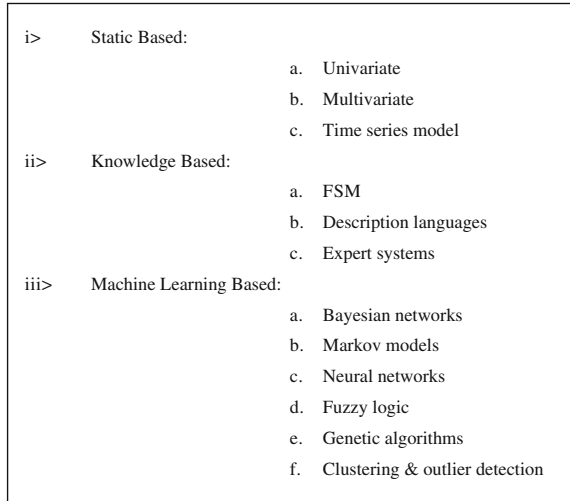 i> Static Based:
a. Univariate
b. Multivariate
c. Time series model
ii> Knowledge Based:
a. FSM
b. Description languages
c. Expert systems
iii> Machine Learning Based:
a. Bayesian networks
b. Markov models
c. Neural networks
d. Fuzzy logic
e. Genetic algorithms
f. Clustering & outlier detection